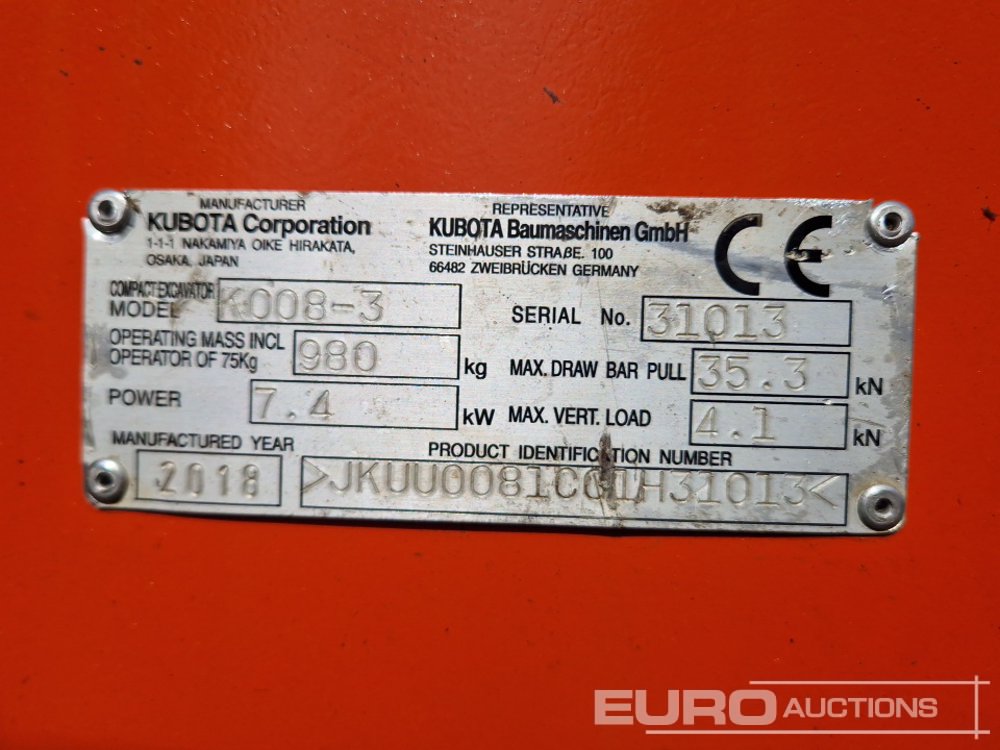 MANUFACTURER
KUBOTA Corporation
1-1-1 NAKAMIYA OIKE HIRAKATA,
OSAKA, JAPAN
REPRESENTATIVE
KUBOTA Baumaschinen GmbH
STEINHAUSER STRAßE. 100
66482 ZWEIBRÜCKEN GERMANY
CE
COMPACT EXCAVATOR
MODEL K008-3
SERIAL No. 31013
OPERATING MASS INCL
OPERATOR OF 75Kg 980 kg
MAX. DRAW BAR PULL 35.3 kN
POWER 7.4 kW
MAX. VERT. LOAD 4.1 kN
MANUFACTURED YEAR
2018
PRODUCT IDENTIFICATION NUMBER
>JKUU0081C01H31013<
EURO AUCTIONS